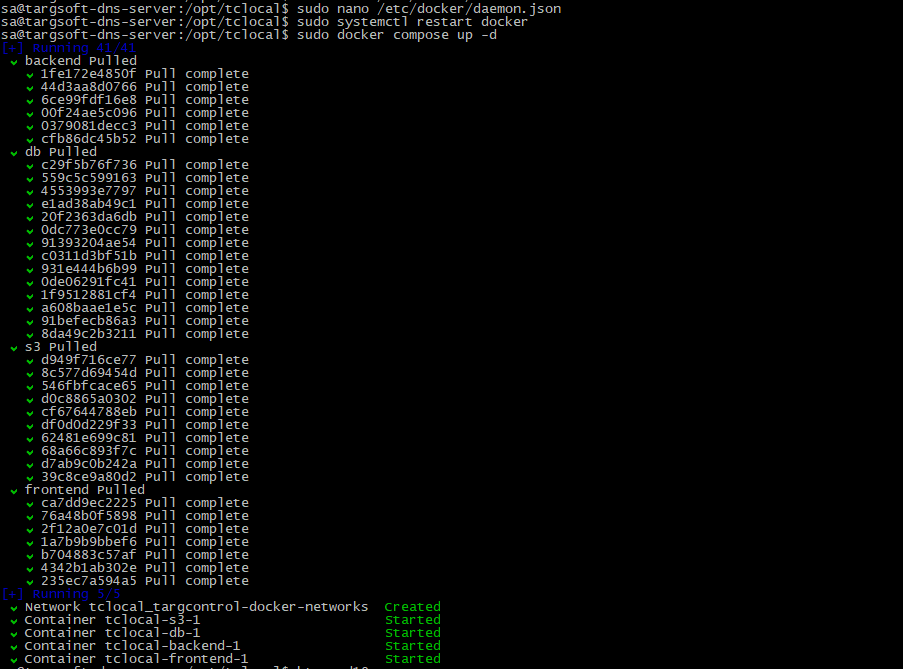 sa@targsoft-dns-server:/opt/tclocal$ sudo nano /etc/docker/daemon.json
sa@targsoft-dns-server:/opt/tclocal$ sudo systemctl restart docker
sa@targsoft-dns-server:/opt/tclocal$ sudo docker compose up -d
[+] Running 41/41
✔ backend Pulled
✔ 1fe172e4850f Pull complete
✔ 44d3aa8d0766 Pull complete
✔ 6ce99fdf16e8 Pull complete
✔ 00f24ae5c096 Pull complete
✔ 0379081decc3 Pull complete
✔ cfb86dc45b52 Pull complete
✔ db Pulled
✔ c29f5b76f736 Pull complete
✔ 559c5c599163 Pull complete
✔ 4553993e7797 Pull complete
✔ e1ad38ab49c1 Pull complete
✔ 20f2363da6db Pull complete
✔ 0dc773e0cc79 Pull complete
✔ 91393204ae54 Pull complete
✔ c0311d3bf51b Pull complete
✔ 931e444b6b99 Pull complete
✔ 0de06291fc41 Pull complete
✔ 1f9512881cf4 Pull complete
✔ a608baae1e5c Pull complete
✔ 91befecb86a3 Pull complete
✔ 8da49c2b3211 Pull complete
✔ s3 Pulled
✔ d949f716ce77 Pull complete
✔ 8c577d69454d Pull complete
✔ 546fbfcace65 Pull complete
✔ d0c8865a0302 Pull complete
✔ cf67644788eb Pull complete
✔ df0d0d229f33 Pull complete
✔ 62481e699c81 Pull complete
✔ 68a66c893f7c Pull complete
✔ d7ab9c0b242a Pull complete
✔ 39c8ce9a80d2 Pull complete
✔ frontend Pulled
✔ ca7dd9ec2225 Pull complete
✔ 76a48b0f5898 Pull complete
✔ 2f12a0e7c01d Pull complete
✔ 1a7b9b9bbef6 Pull complete
✔ b704883c57af Pull complete
✔ 4342b1ab302e Pull complete
✔ 235ec7a594a5 Pull complete
[+] Running 5/5
✔ Network tclocal_targcontrol-docker-networks Created
✔ Container tclocal-s3-1 Started
✔ Container tclocal-db-1 Started
✔ Container tclocal-backend-1 Started
✔ Container tclocal-frontend-1 Started